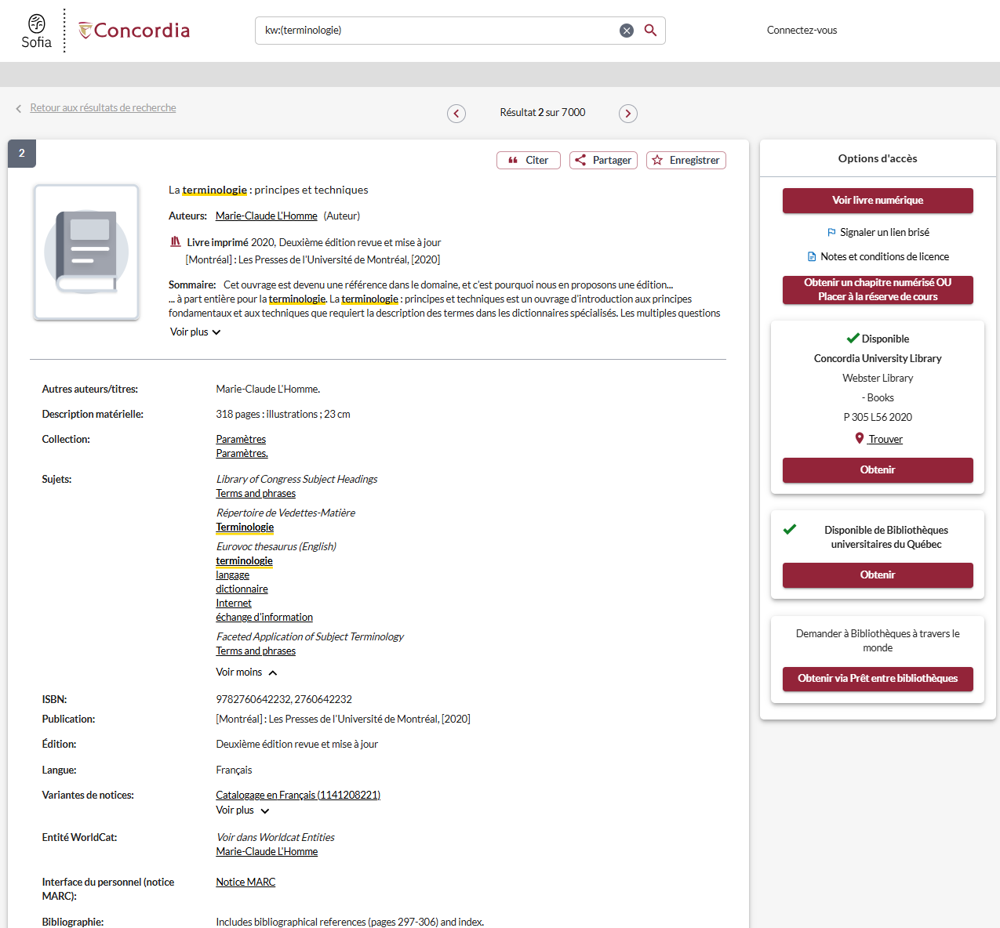 Sofia
Concordia
kw:(terminologie)
Connectez-vous
Retour aux résultats de recherche
Résultat 2 sur 7 000
2
Citer
Partager
Enregistrer
La terminologie : principes et techniques
Auteurs: Marie-Claude L'Homme (Auteur)
Livre imprimé 2020, Deuxième édition revue et mise à jour
[Montréal] : Les Presses de l'Université de Montréal, [2020]
Sommaire: Cet ouvrage est devenu une référence dans le domaine, et c'est pourquoi nous en proposons une édition...
... à part entière pour la terminologie. La terminologie : principes et techniques est un ouvrage d'introduction aux principes
fondamentaux et aux techniques que requiert la description des termes dans les dictionnaires spécialisés. Les multiples questions
Voir plus
Autres auteurs/titres: Marie-Claude L'Homme.
Description matérielle: 318 pages : illustrations ; 23 cm
Collection: Paramètres
Paramètres.
Sujets: Library of Congress Subject Headings
Terms and phrases
Répertoire de Vedettes-Matière
Terminologie
Eurovoc thesaurus (English)
terminologie
langage
dictionnaire
Internet
échange d'information
Faceted Application of Subject Terminology
Terms and phrases
Voir moins
ISBN: 9782760642232, 2760642232
Publication: [Montréal] : Les Presses de l'Université de Montréal, [2020]
Édition: Deuxième édition revue et mise à jour
Langue: Français
Variantes de notices: Catalogage en Français (1141208221)
Voir plus
Entité WorldCat: Voir dans Worldcat Entities
Marie-Claude L'Homme
Interface du personnel (notice
MARC): Notice MARC
Bibliographie: Includes bibliographical references (pages 297-306) and index.
Options d'accès
Voir livre numérique
Signaler un lien brisé
Notes et conditions de licence
Obtenir un chapitre numérisé OU
Placer à la réserve de cours
Disponible
Concordia University Library
Webster Library
- Books
P 305 L56 2020
Trouver
Obtenir
Disponible de Bibliothèques
universitaires du Québec
Obtenir
Demander à Bibliothèques à travers le
monde
Obtenir via Prêt entre bibliothèques